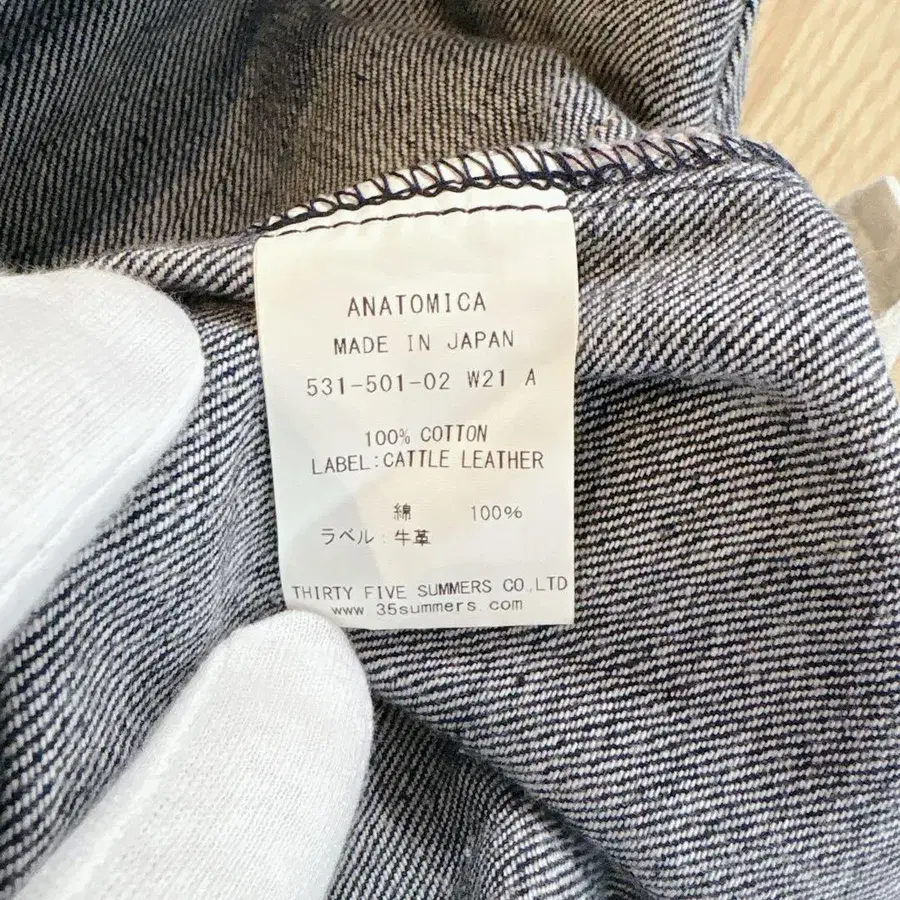 ANATOMICA
MADE IN JAPAN
531-501-02 W21 A
100% COTTON
LABEL:CATTLE LEATHER
綿 100%
ラベル:牛革
THIRTY FIVE SUMMERS CO.,LTD
www.35summers.com